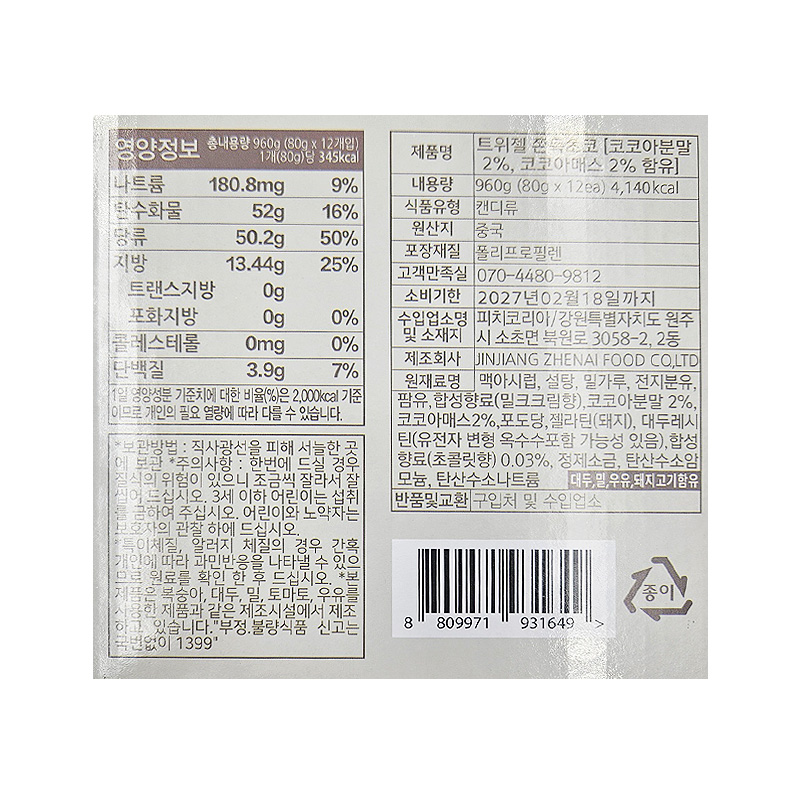 영양정보 총내용량 960g (80g x 12개입)
1개(80g)당 345kcal
나트륨 180.8mg 9%
탄수화물 52g 16%
당류 50.2g 50%
지방 13.44g 25%
트랜스지방 0g
포화지방 0g 0%
콜레스테롤 0mg 0%
단백질 3.9g 7%
1일 영양성분 기준치에 대한 비율(%)은 2,000kcal 기준
이므로 개인의 필요 열량에 따라 다를 수 있습니다.
*보관방법 : 직사광선을 피해 서늘한 곳
에 보관 *주의사항 : 한번에 드실 경우
질식의 위험이 있으니 조금씩 잘라서 잘
씹어 드십시오. 3세 이하 어린이는 섭취
를 금하여 주십시오. 어린이와 노약자는
보호자의 관찰 하에 드십시오.
*특이체질, 알러지 체질의 경우 간혹
개인에 따라 과민반응을 나타낼 수 있으
므로 원료를 확인 한 후 드십시오. *본
제품은 복숭아, 대두, 밀, 토마토, 우유를
사용한 제품과 같은 제조시설에서 제조
하고 있습니다."부정.불량식품 신고는
국번없이 1399"
제품명 트위젤 쫀득초코 [코코아분말
2%, 코코아매스 2% 함유]
내용량 960g (80g x 12ea) 4,140kcal
식품유형 캔디류
원산지 중국
포장재질 폴리프로필렌
고객만족실 070-4480-9812
소비기한 2027년02월18일까지
수입업소명 및 소재지 피치코리아/강원특별자치도 원주
시 소초면 북원로 3058-2, 2동
제조회사 JINJIANG ZHENAI FOOD CO,LTD
원재료명 맥아시럽, 설탕, 밀가루, 전지분유,
팜유,합성향료(밀크크림향),코코아분말 2%,
코코아매스2%,포도당,젤라틴(돼지), 대두레시
틴(유전자 변형 옥수수포함 가능성 있음),합성
향료(초콜릿향) 0.03%, 정제소금, 탄산수소암
모늄, 탄산수소나트륨 대두,밀,우유,돼지고기함유
반품및교환 구입처 및 수입업소
8 809971 931649 >
종이